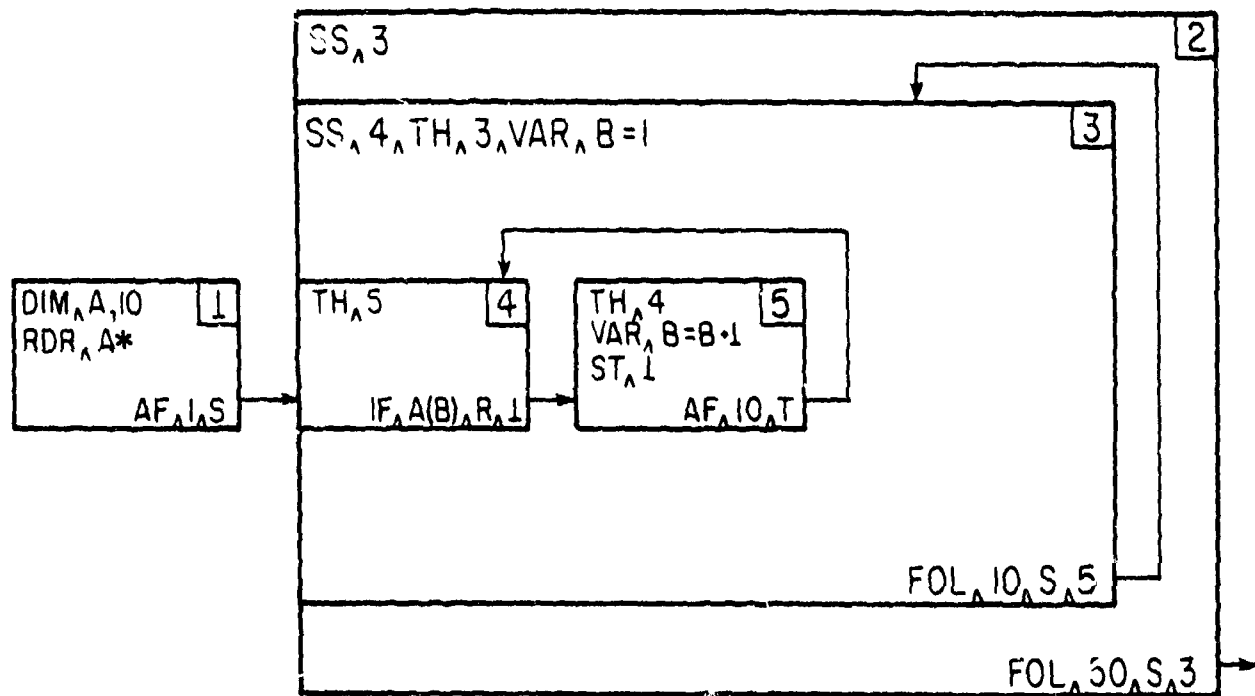 SS‸3
2
SS‸4‸TH‸3‸VAR‸B=1
3
DIM‸A,10
1
RDR‸A*
AF‸1‸S
TH‸5
4
IF‸A(B)‸R‸1
TH‸4
5
VAR‸B=B+1
ST‸1
AF‸10‸T
FOL‸10‸S‸5
FOL‸50‸S‸3